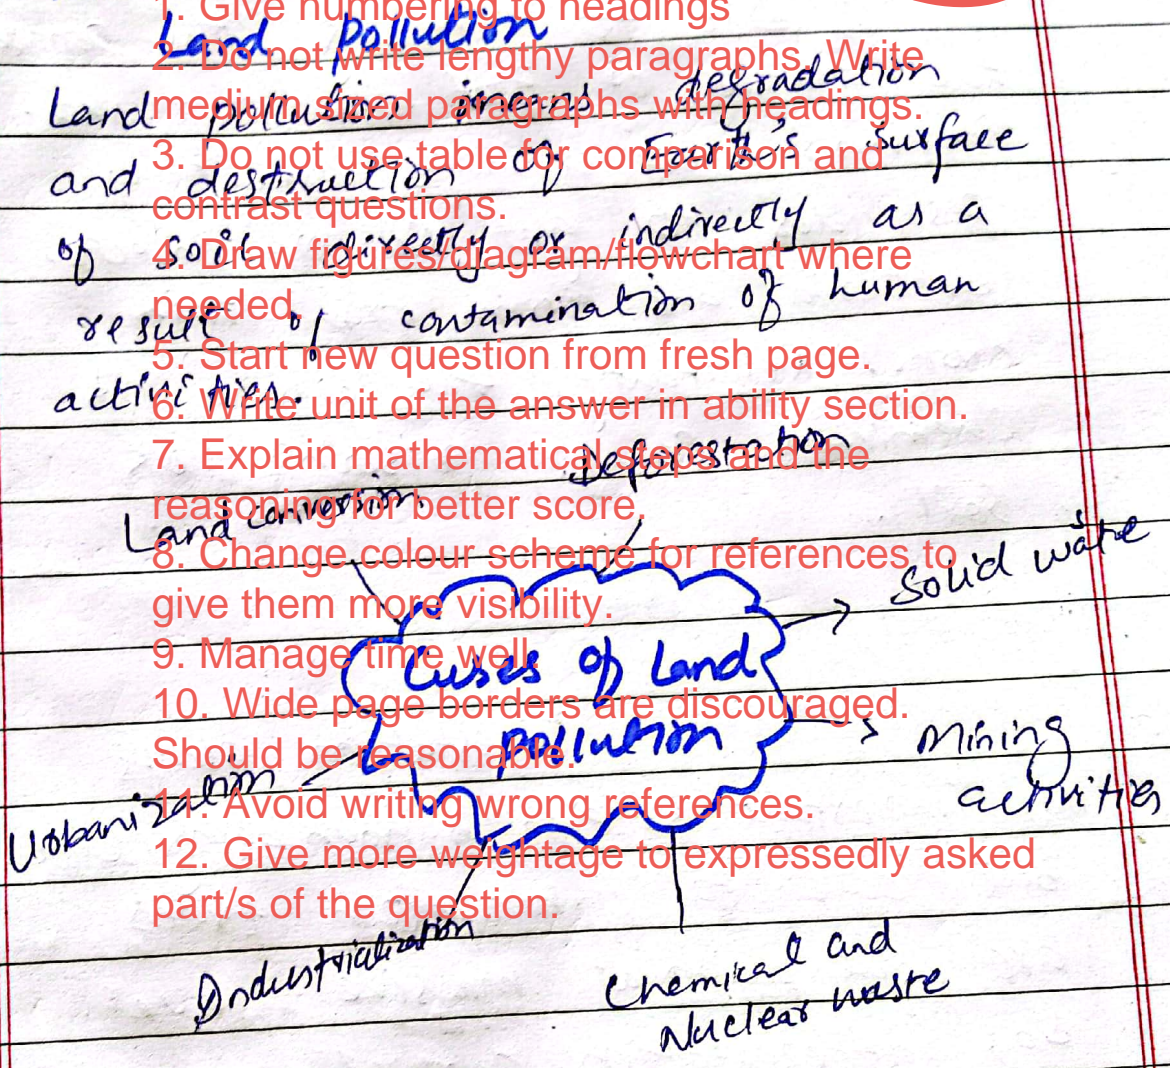 1. Give numbering to headings
Land pollution
2. Do not write lengthy paragraphs. Write
Land pollution means degradation
medium sized paragraphs with headings.
3. Do not use table for comparison and
and destruction of Earth's surface
contrast questions.
of soil directly or indirectly as a
4. Draw figures/diagram/flowchart where
needed.
result of contamination of human
5. Start new question from fresh page.
activities.
6. Write unit of the answer in ability section.
7. Explain mathematical steps and the
Deforestation
reasoning for better score.
Land conversion
8. Change colour scheme for references to
Solid waste
give them more visibility.
9. Manage time well.
Cuses of Land
10. Wide page borders are discouraged.
pollution
Mining
Should be reasonable.
Urbanization
activities
11. Avoid writing wrong references.
12. Give more weightage to expressedly asked
part/s of the question.
Industrialization
Chemical and
Nuclear waste